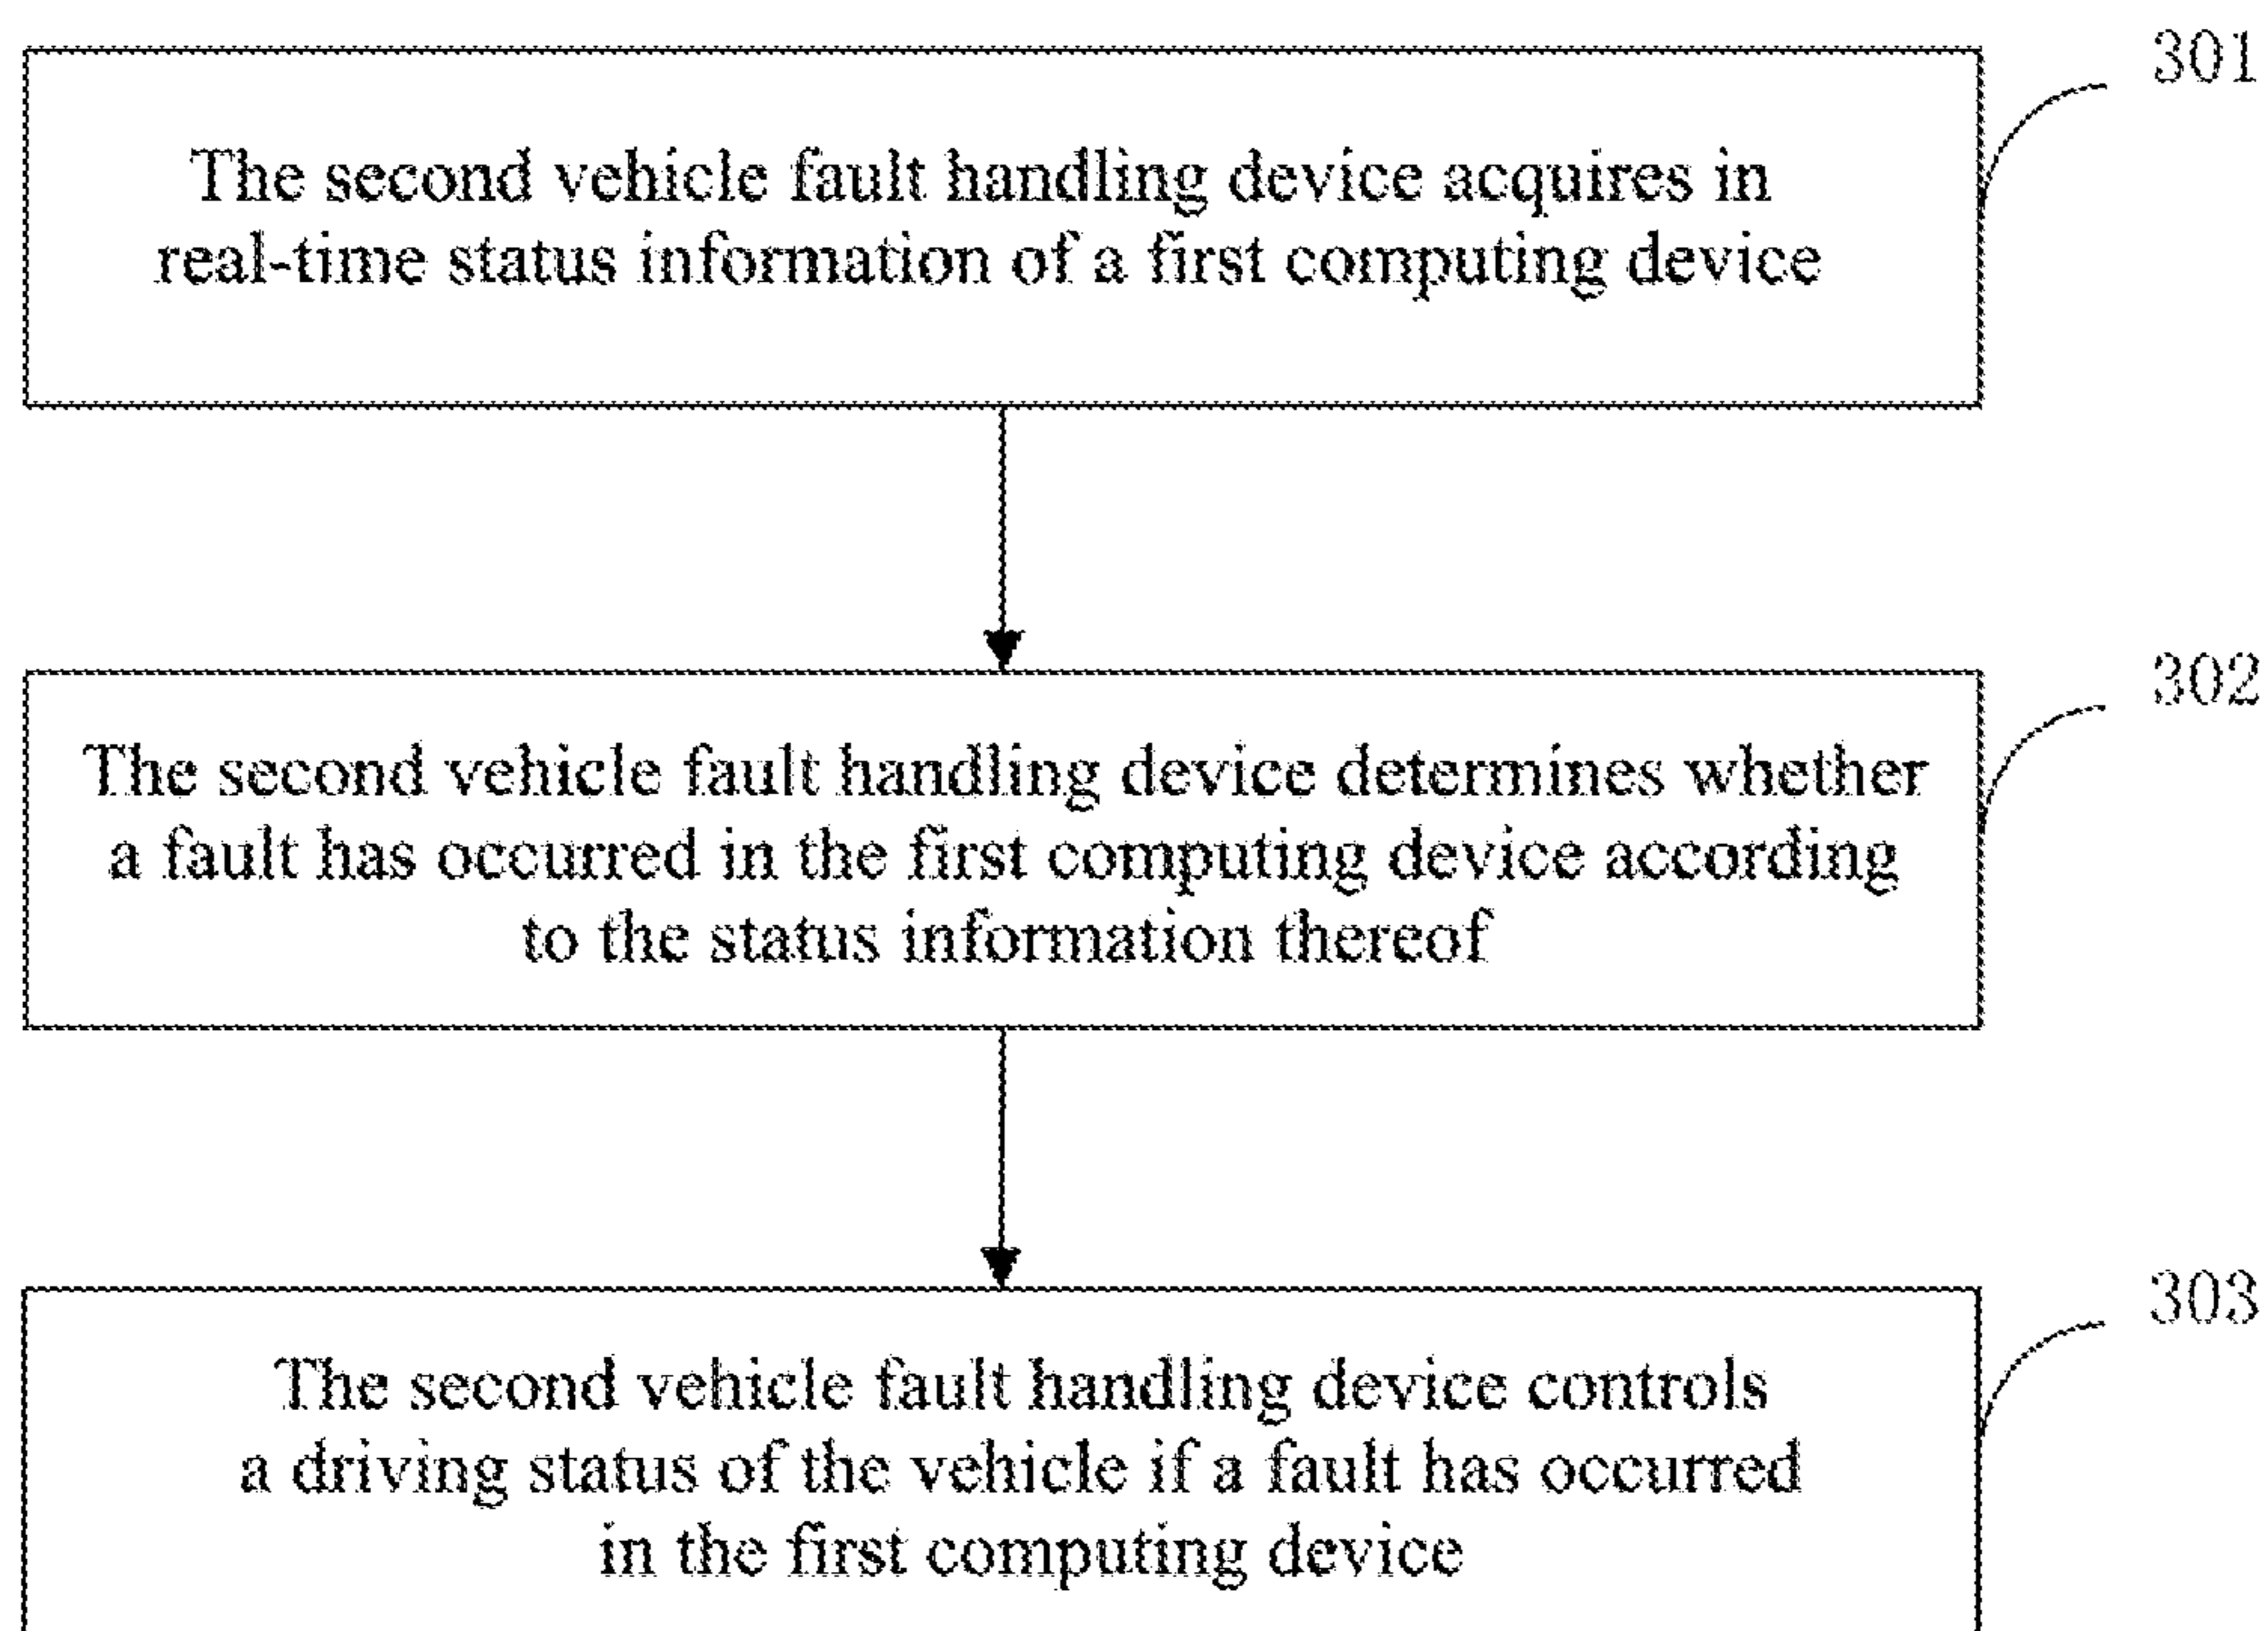 301
The second vehicle fault handling device acquires in
real-time status information of a first computing device
302
The second vehicle fault handling device determines whether
a fault has occurred in the first computing device according
to the status information thereof
303
The second vehicle fault handling device controls
a driving status of the vehicle if a fault has occurred
in the first computing device